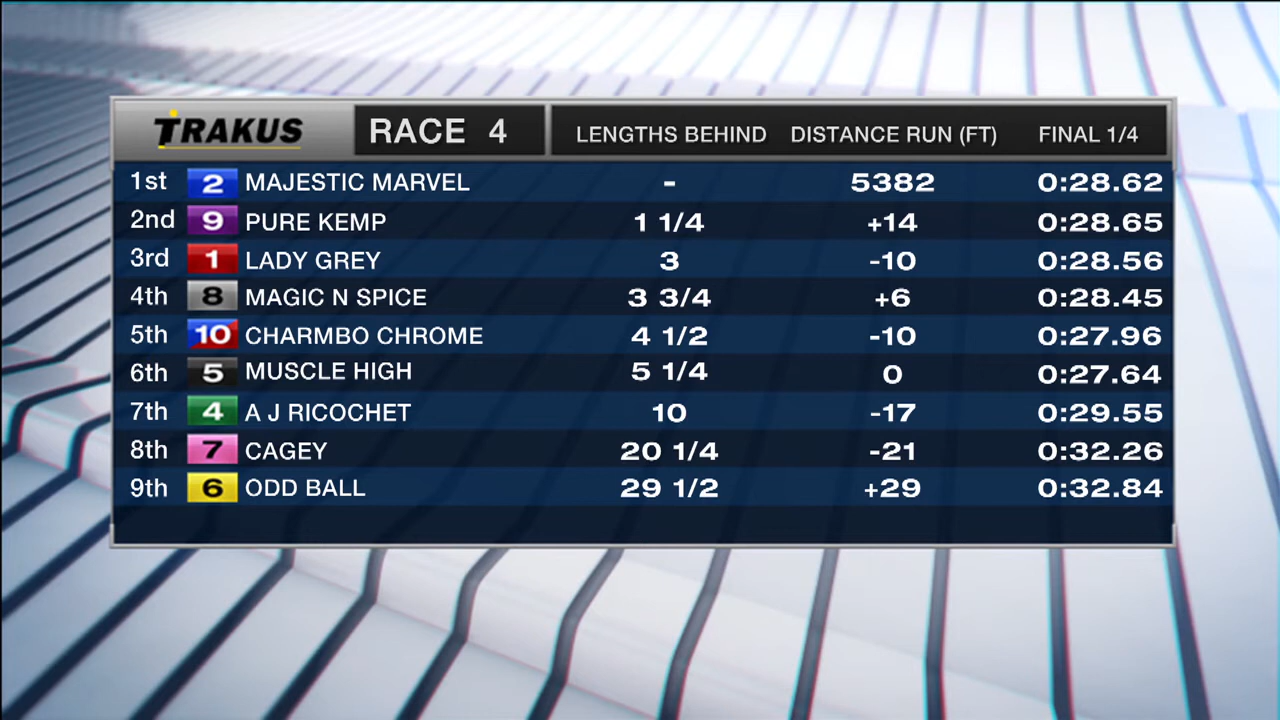 TRAKUS RACE 4 LENGTHS BEHIND DISTANCE RUN (FT) FINAL 1/4
1st 2 MAJESTIC MARVEL - 5382 0:28.62
2nd 9 PURE KEMP 1 1/4 +14 0:28.65
3rd 1 LADY GREY 3 -10 0:28.56
4th 8 MAGIC N SPICE 3 3/4 +6 0:28.45
5th 10 CHARMBO CHROME 4 1/2 -10 0:27.96
6th 5 MUSCLE HIGH 5 1/4 0 0:27.64
7th 4 A J RICOCHET 10 -17 0:29.55
8th 7 CAGEY 20 1/4 -21 0:32.26
9th 6 ODD BALL 29 1/2 +29 0:32.84